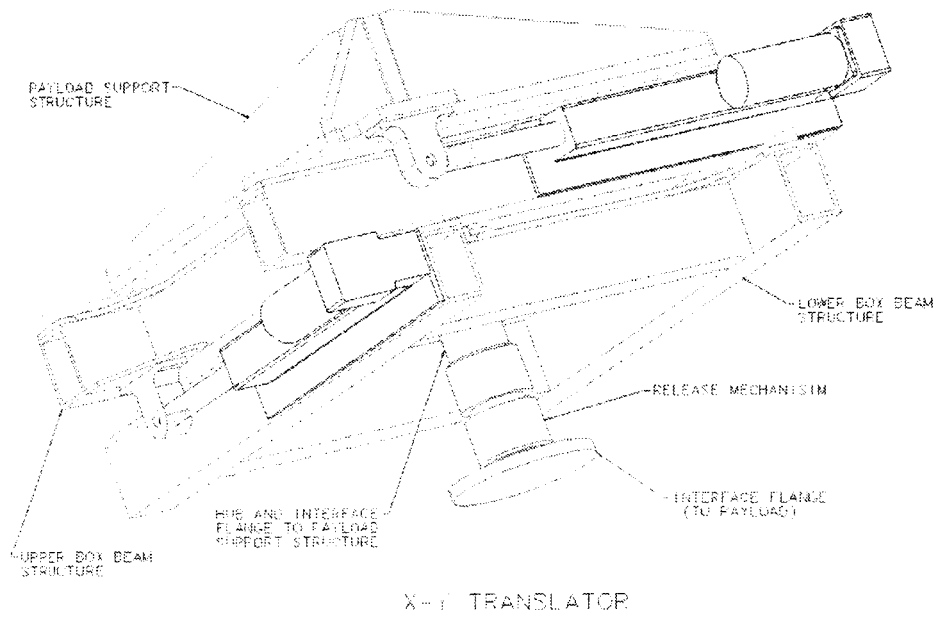 PAYLOAD SUPPORT
STRUCTURE
LOWER BOX BEAM
STRUCTURE
RELEASE MECHANISIM
INTERFACE FLANGE
(TO PAYLOAD)
HUB AND INTERFACE
FLANGE TO PAYLOAD
SUPPORT STRUCTURE
UPPER BOX BEAM
STRUCTURE
X-Y TRANSLATOR